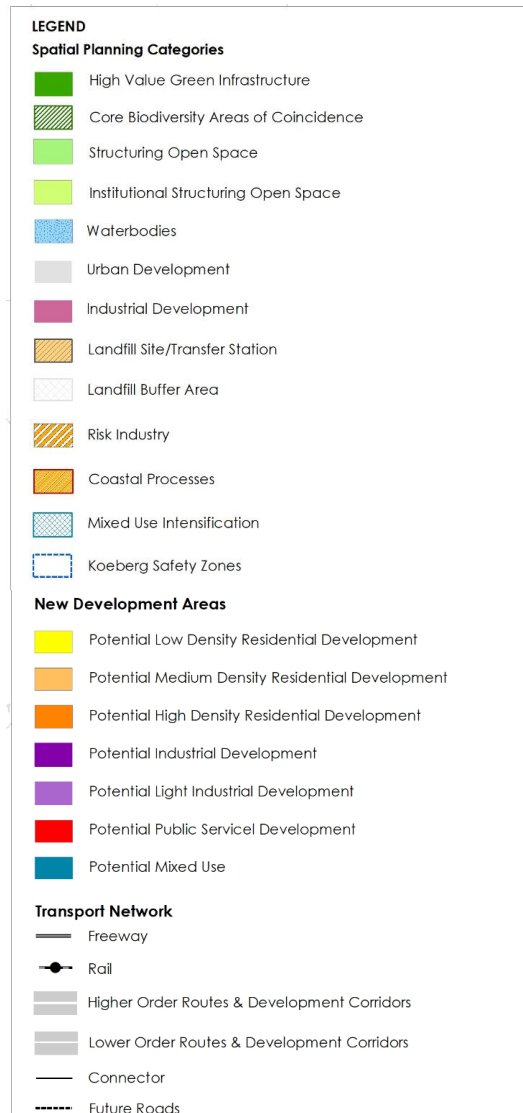 LEGEND
Spatial Planning Categories
High Value Green Infrastructure
Core Biodiversity Areas of Coincidence
Structuring Open Space
Institutional Structuring Open Space
Waterbodies
Urban Development
Industrial Development
Landfill Site/Transfer Station
Landfill Buffer Area
Risk Industry
Coastal Processes
Mixed Use Intensification
Koeberg Safety Zones
New Development Areas
Potential Low Density Residential Development
Potential Medium Density Residential Development
Potential High Density Residential Development
Potential Industrial Development
Potential Light Industrial Development
Potential Public Servicel Development
Potential Mixed Use
Transport Network
Freeway
Rail
Higher Order Routes & Development Corridors
Lower Order Routes & Development Corridors
Connector
Future Roads